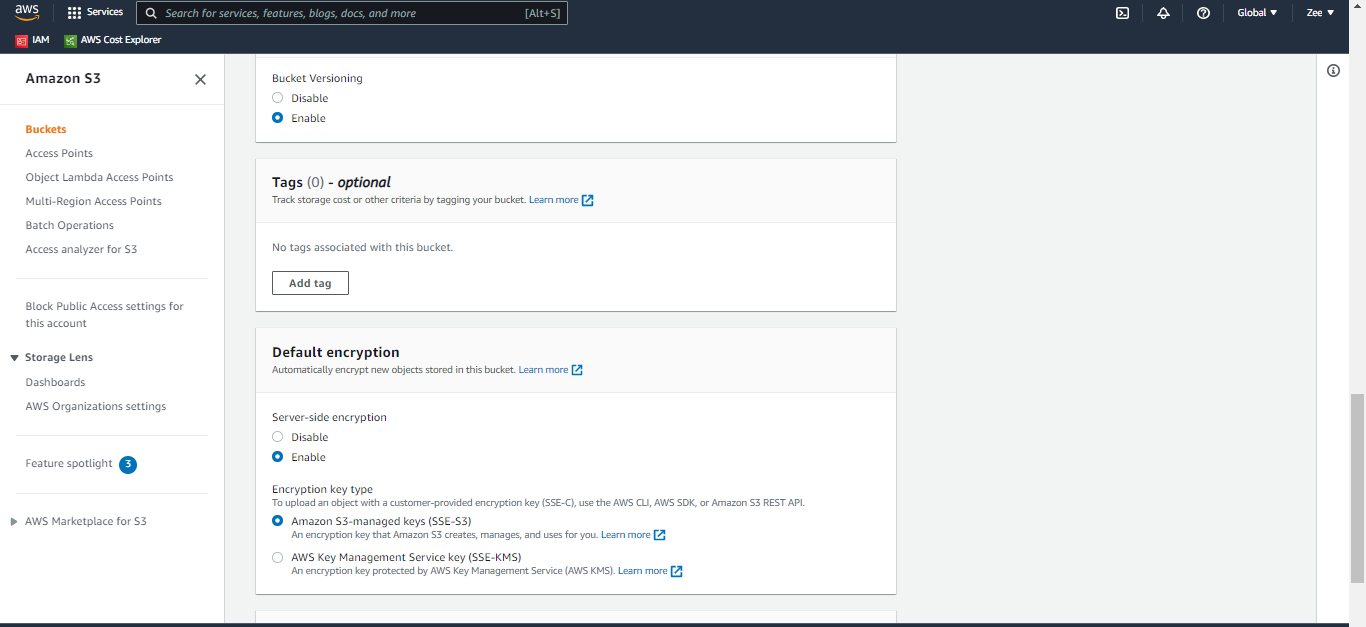 aws
Services
Search for services, features, blogs, docs, and more
[Alt+S]
Global ▼
Zee ▼
IAM
AWS Cost Explorer
Amazon S3
Buckets
Access Points
Object Lambda Access Points
Multi-Region Access Points
Batch Operations
Access analyzer for S3
Block Public Access settings for
this account
Storage Lens
Dashboards
AWS Organizations settings
Feature spotlight 3
AWS Marketplace for S3
Bucket Versioning
Disable
Enable
Tags (0) - optional
Track storage cost or other criteria by tagging your bucket. Learn more
No tags associated with this bucket.
Add tag
Default encryption
Automatically encrypt new objects stored in this bucket. Learn more
Server-side encryption
Disable
Enable
Encryption key type
To upload an object with a customer-provided encryption key (SSE-C), use the AWS CLI, AWS SDK, or Amazon S3 REST API.
Amazon S3-managed keys (SSE-S3)
An encryption key that Amazon S3 creates, manages, and uses for you. Learn more
AWS Key Management Service key (SSE-KMS)
An encryption key protected by AWS Key Management Service (AWS KMS). Learn more